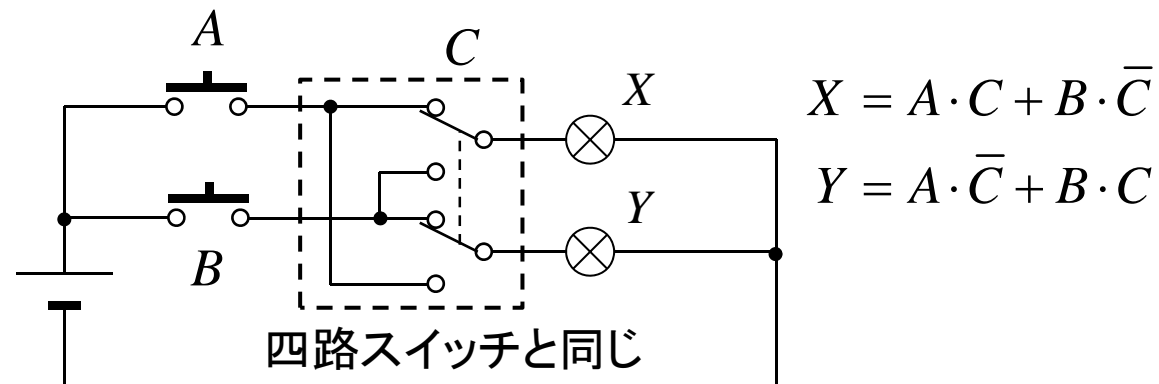 A
C
X
Y
B
四路スイッチと同じ
X = A · C + B · C̅
Y = A · C̅ + B · C